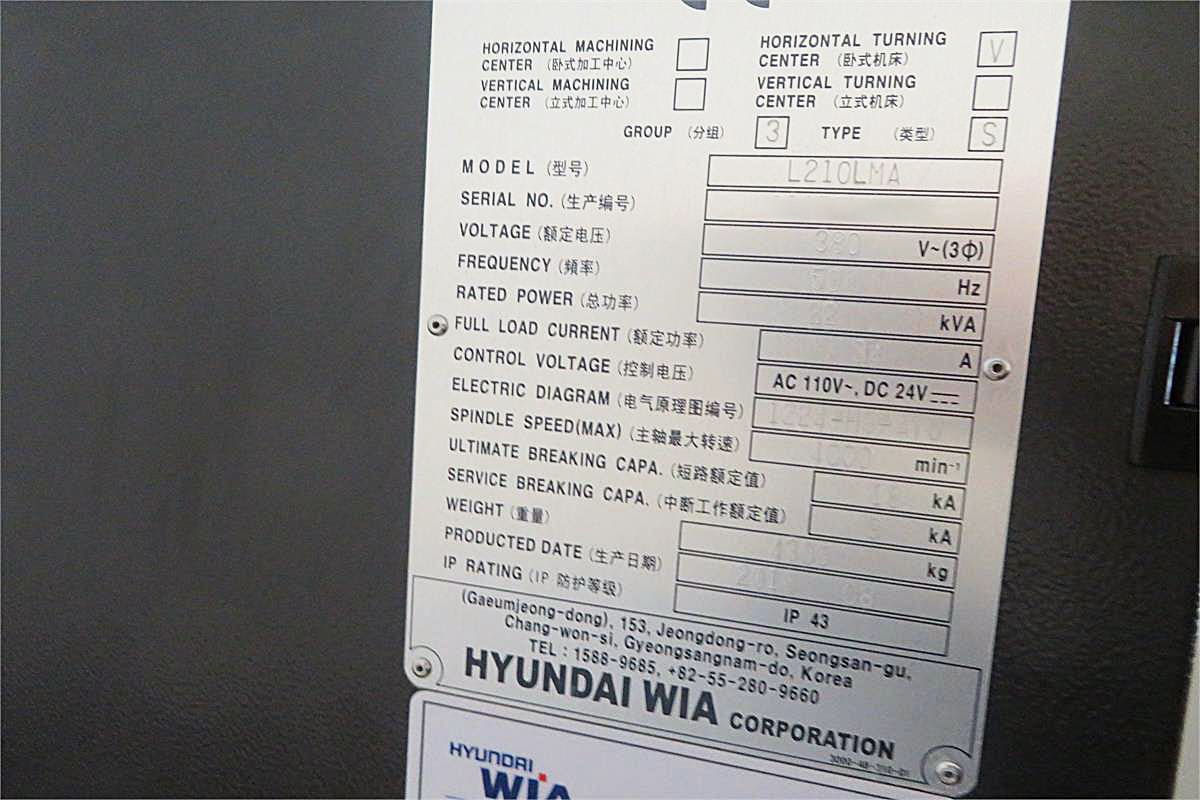 HORIZONTAL MACHINING CENTER (卧式加工中心)
HORIZONTAL TURNING CENTER (卧式机床) V
VERTICAL MACHINING CENTER (立式加工中心)
VERTICAL TURNING CENTER (立式机床)
GROUP (分组) 3 TYPE (类型) S
MODEL (型号) L210LMA
SERIAL NO. (生产编号)
VOLTAGE (额定电压) 380 V~(3Φ)
FREQUENCY (频率) Hz
RATED POWER (总功率) kVA
FULL LOAD CURRENT (额定功率) A
CONTROL VOLTAGE (控制电压) AC 110V~, DC 24V
ELECTRIC DIAGRAM (电气原理图编号)
SPINDLE SPEED(MAX) (主轴最大转速) 4000 min⁻¹
ULTIMATE BREAKING CAPA. (短路额定值) kA
SERVICE BREAKING CAPA. (中断工作额定值) kA
WEIGHT (重量) kg
PRODUCTED DATE (生产日期)
IP RATING (IP 防护等级) IP 43
(Gaeumjeong-dong), 153, Jeongdong-ro, Seongsan-gu,
Chang-won-si, Gyeongsangnam-do, Korea
TEL : 1588-9685, +82-55-280-9660
HYUNDAI WIA CORPORATION
HYUNDAI
WIA